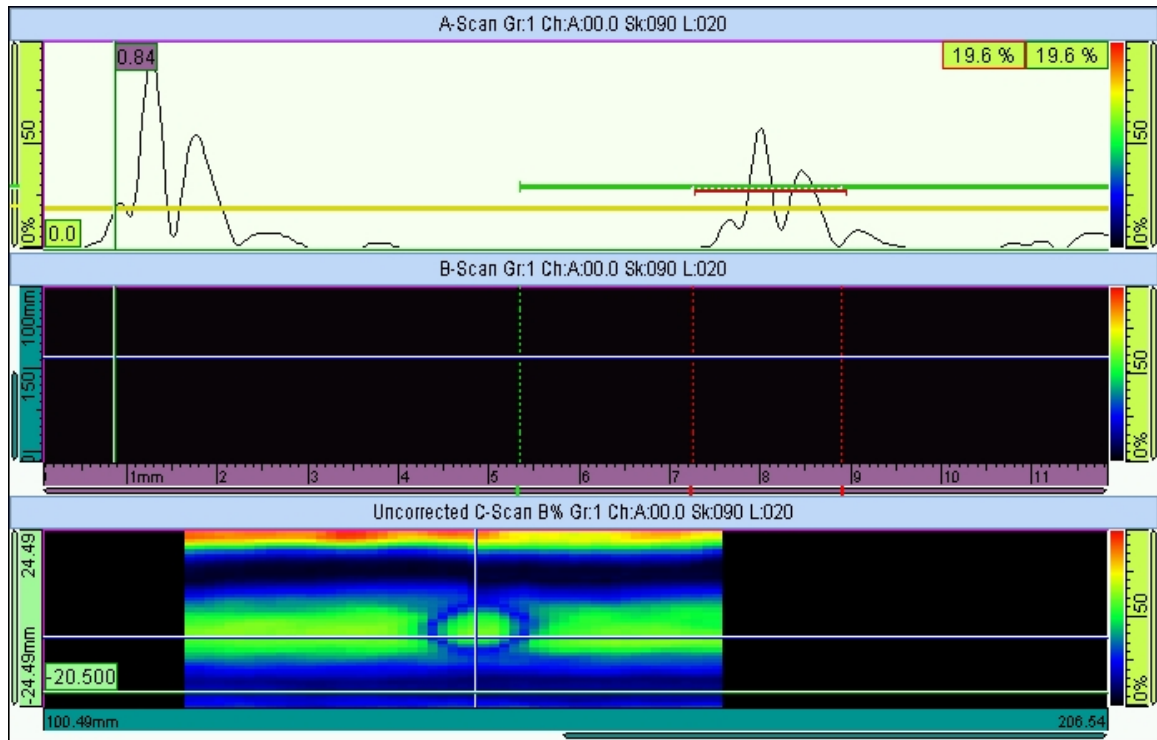 A-Scan Gr:1 Ch:A:00.0 Sk:090 L:020
0.84
19.6 % 19.6 %
50
0%
50
0%
0.0
B-Scan Gr:1 Ch:A:00.0 Sk:090 L:020
100mm
150
0
50
0%
1mm 2 3 4 5 6 7 8 9 10 11
Uncorrected C-Scan B% Gr:1 Ch:A:00.0 Sk:090 L:020
24.49
-24.49mm
50
0%
-20.500
100.49mm 206.54